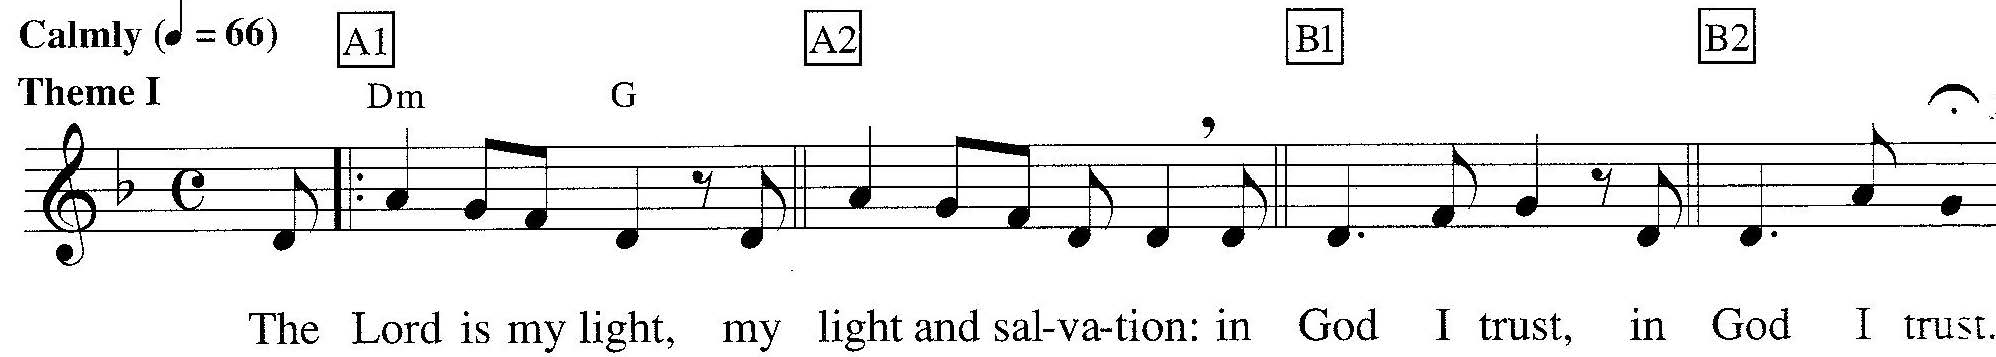 Calmly (♩ = 66) A1 A2 B1 B2
Theme I Dm G
The Lord is my light, my light and sal-va-tion: in God I trust, in God I trust.